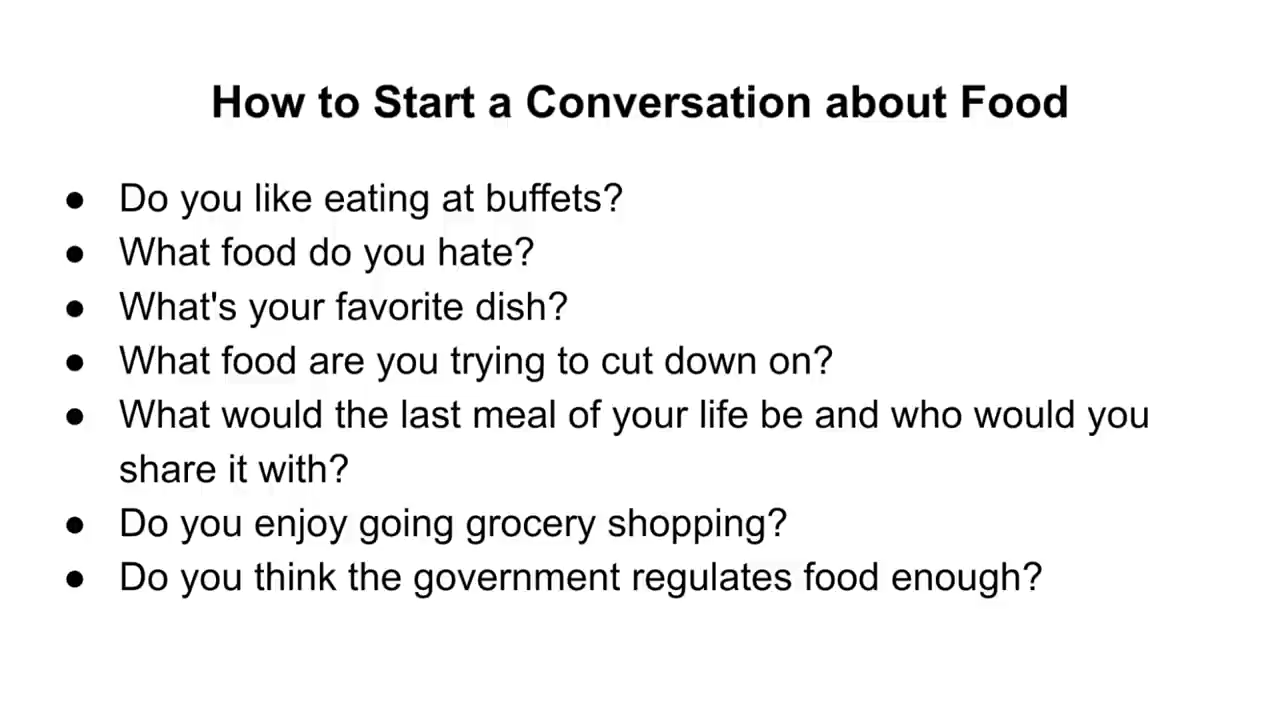 How to Start a Conversation about Food
● Do you like eating at buffets?
● What food do you hate?
● What's your favorite dish?
● What food are you trying to cut down on?
● What would the last meal of your life be and who would you
share it with?
● Do you enjoy going grocery shopping?
● Do you think the government regulates food enough?